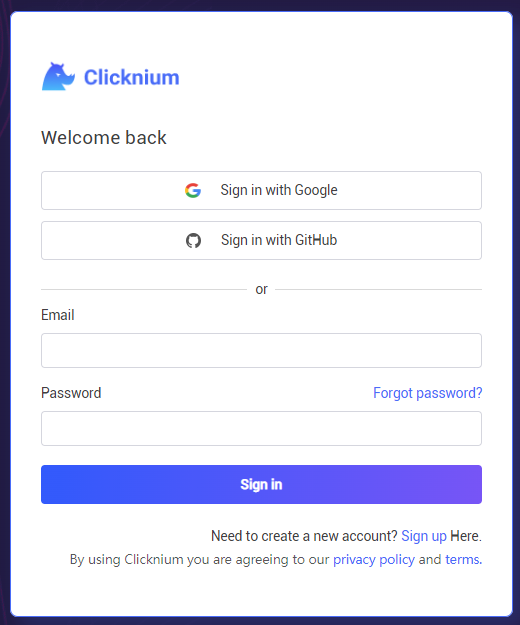 Clicknium
Welcome back
Sign in with Google
Sign in with GitHub
or
Email
Password Forgot password?
Sign in
Need to create a new account? Sign up Here.
By using Clicknium you are agreeing to our privacy policy and terms.